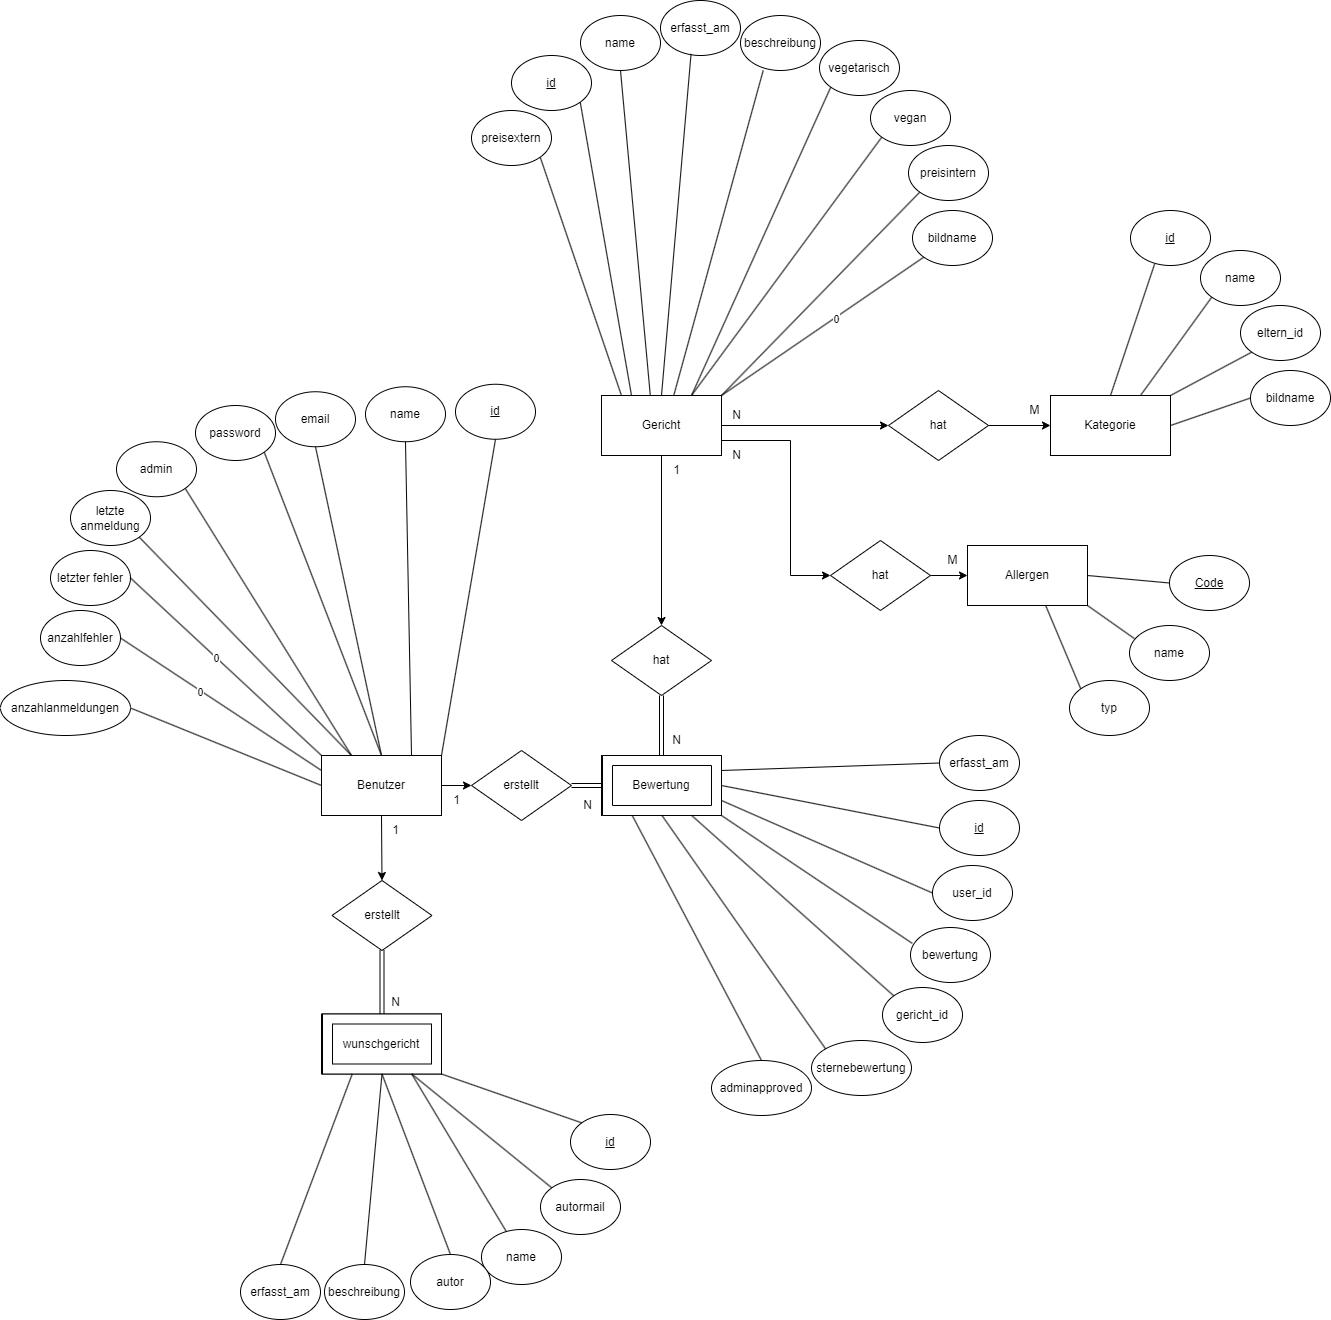 erfasst_am
name
beschreibung
vegetarisch
id
vegan
preisextern
preisintern
bildname
id
name
0
eltern_id
bildname
id
name
email
password
Gericht
N
hat
M
Kategorie
N
1
admin
letzte
anmeldung
letzter fehler
hat
M
Allergen
Code
anzahlfehler
0
hat
name
0
anzahlanmeldungen
typ
N
erfasst_am
Benutzer
1
erstellt
N
Bewertung
id
1
user_id
erstellt
bewertung
N
gericht_id
wunschgericht
sternebewertung
adminapproved
id
autormail
name
autor
erfasst_am
beschreibung